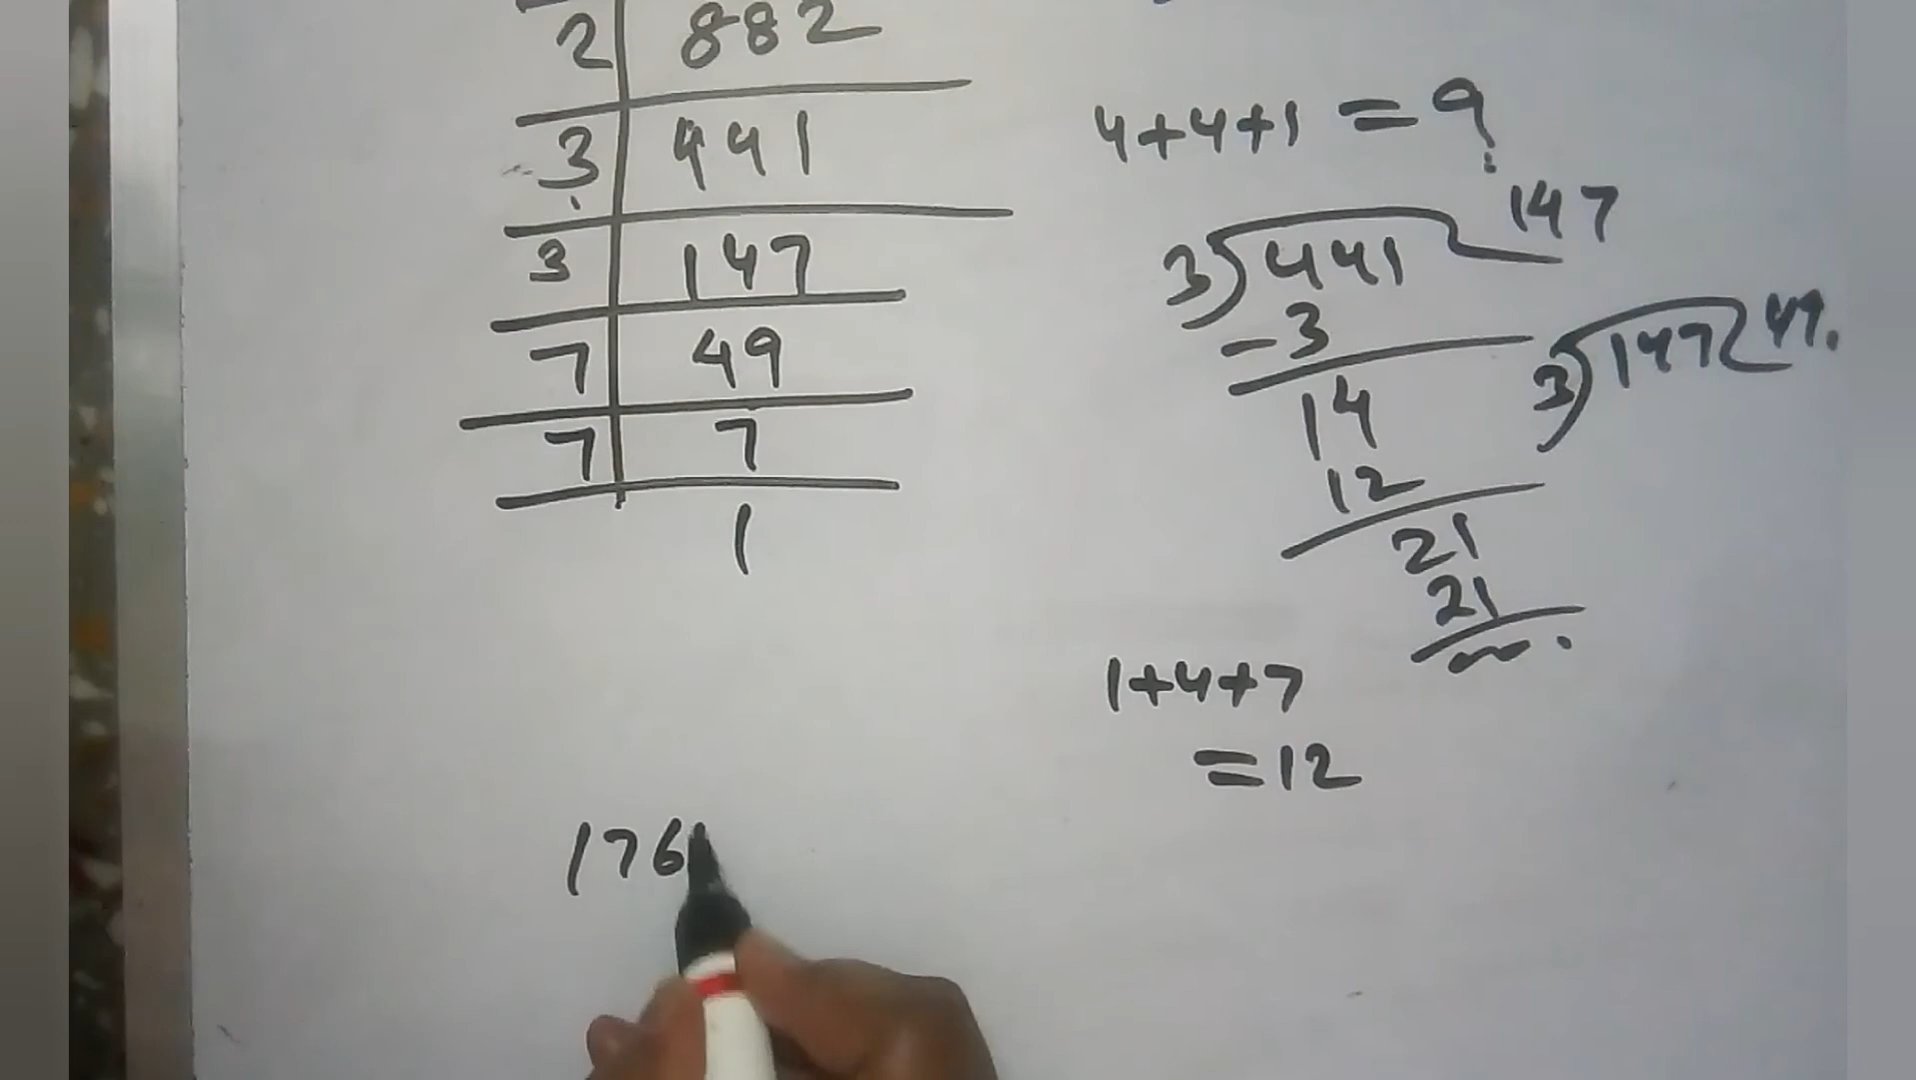 2 | 882
3 | 441
3 | 147
7 | 49
7 | 7
1
4+4+1 = 9
147
3)441
-3
14
12
21
21
3)147 49.
1+4+7
=12
176